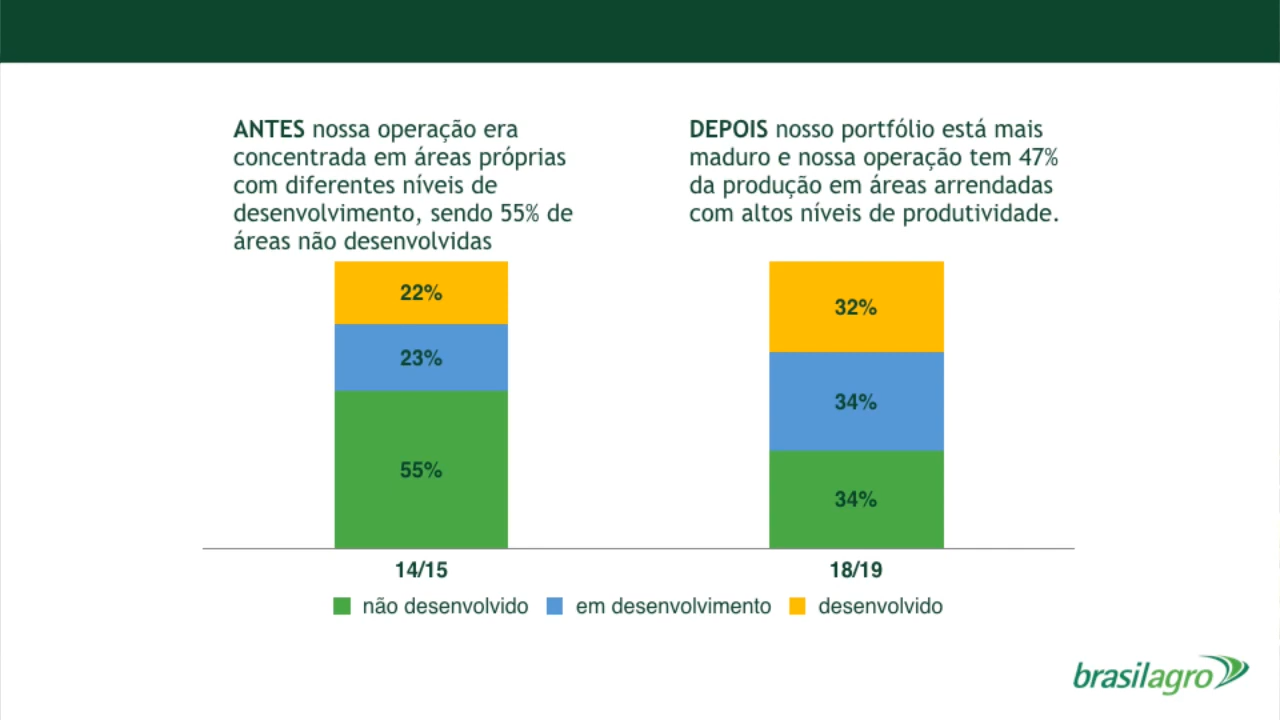 ANTES nossa operação era
concentrada em áreas próprias
com diferentes níveis de
desenvolvimento, sendo 55% de
áreas não desenvolvidas
DEPOIS nosso portfólio está mais
maduro e nossa operação tem 47%
da produção em áreas arrendadas
com altos níveis de produtividade.
22%
23%
55%
32%
34%
34%
14/15
18/19
não desenvolvido em desenvolvimento desenvolvido
brasilagro